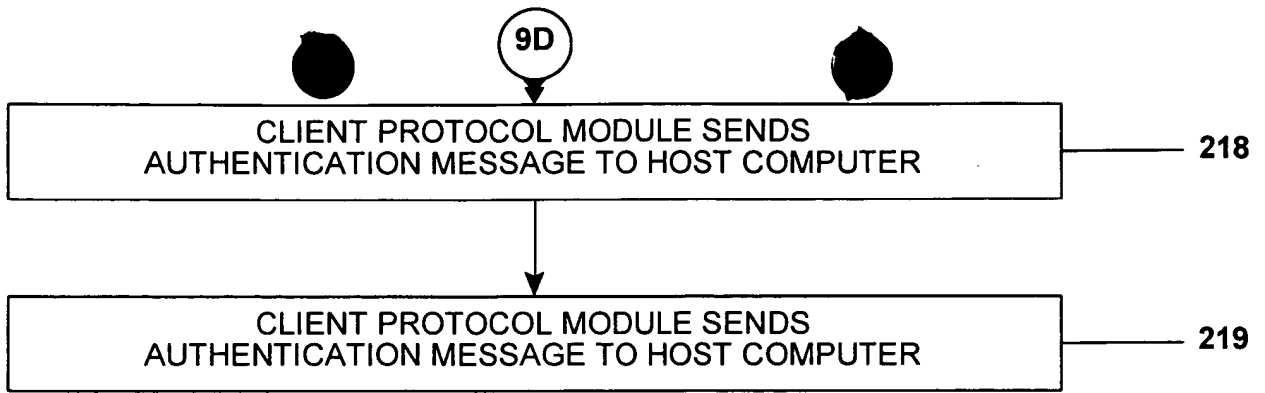 9D
CLIENT PROTOCOL MODULE SENDS
AUTHENTICATION MESSAGE TO HOST COMPUTER
218
CLIENT PROTOCOL MODULE SENDS
AUTHENTICATION MESSAGE TO HOST COMPUTER
219